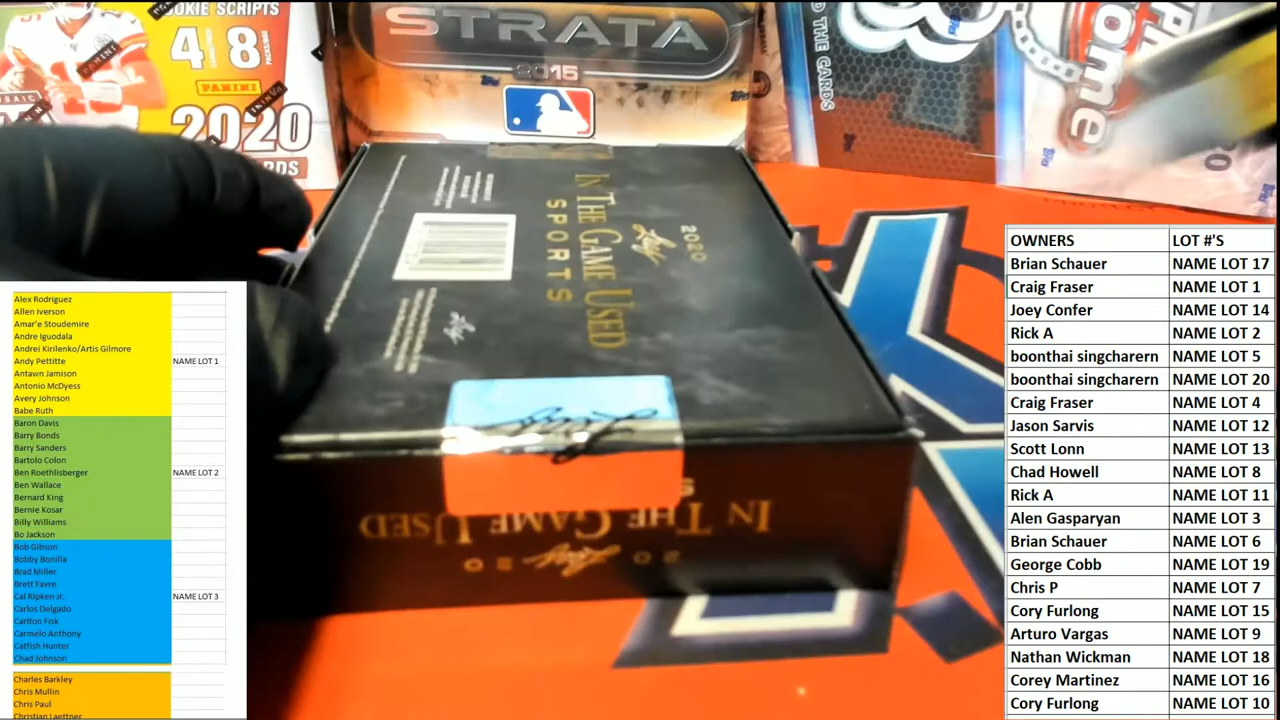 ROOKIE SCRIPTS
4 8
PANINI
2020
STRATA
2015
Topps
THE CARDS
IN THE GAME USED
SPORTS
2020
Leaf
IN THE GAME USED
2020
Leaf
Alex Rodriguez
Allen Iverson
Amar'e Stoudemire
Andre Iguodala
Andrei Kirilenko/Artis Gilmore
Andy Pettitte NAME LOT 1
Antawn Jamison
Antonio McDyess
Avery Johnson
Babe Ruth
Baron Davis
Barry Bonds
Barry Sanders
Bartolo Colon
Ben Roethlisberger NAME LOT 2
Ben Wallace
Bernard King
Bernie Kosar
Billy Williams
Bo Jackson
Bob Gibson
Bobby Bonilla
Brad Miller
Brett Favre
Cal Ripken Jr. NAME LOT 3
Carlos Delgado
Carlton Fisk
Carmelo Anthony
Catfish Hunter
Chad Johnson
Charles Barkley
Chris Mullin
Chris Paul
Christian Laettner
OWNERS LOT #'S
Brian Schauer NAME LOT 17
Craig Fraser NAME LOT 1
Joey Confer NAME LOT 14
Rick A NAME LOT 2
boonthai singcharern NAME LOT 5
boonthai singcharern NAME LOT 20
Craig Fraser NAME LOT 4
Jason Sarvis NAME LOT 12
Scott Lonn NAME LOT 13
Chad Howell NAME LOT 8
Rick A NAME LOT 11
Alen Gasparyan NAME LOT 3
Brian Schauer NAME LOT 6
George Cobb NAME LOT 19
Chris P NAME LOT 7
Cory Furlong NAME LOT 15
Arturo Vargas NAME LOT 9
Nathan Wickman NAME LOT 18
Corey Martinez NAME LOT 16
Cory Furlong NAME LOT 10